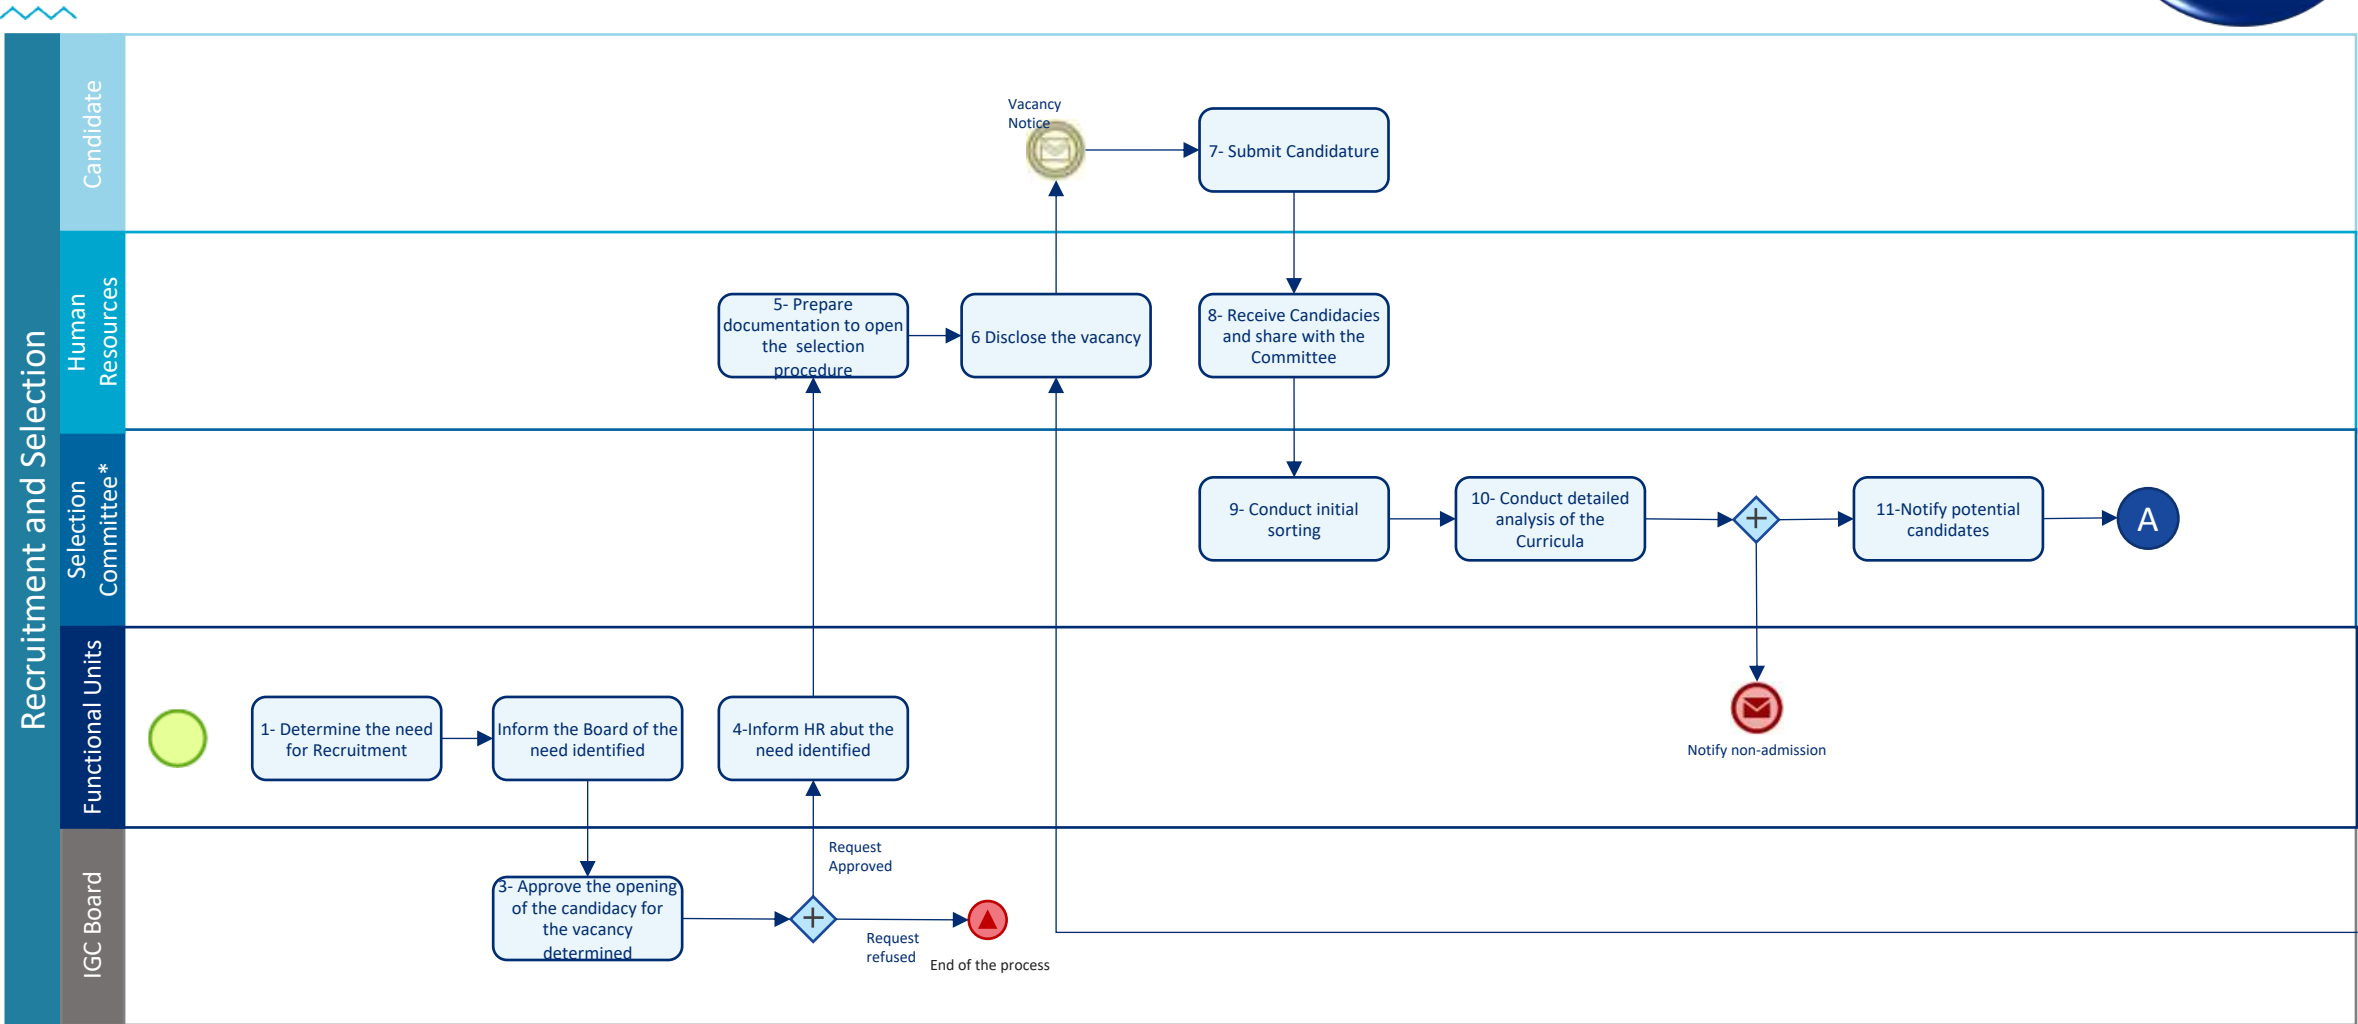 Recruitment and Selection
Candidate
Vacancy
Notice
7- Submit Candidature
Human
Resources
5- Prepare
documentation to open
the selection
procedure
6 Disclose the vacancy
8- Receive Candidacies
and share with the
Committee
Selection
Committee*
9- Conduct initial
sorting
10- Conduct detailed
analysis of the
Curricula
11-Notify potential
candidates
A
Functional Units
1- Determine the need
for Recruitment
Inform the Board of the
need identified
4-Inform HR abut the
need identified
Notify non-admission
IGC Board
3- Approve the opening
of the candidacy for
the vacancy
determined
Request
Approved
Request
refused
End of the process